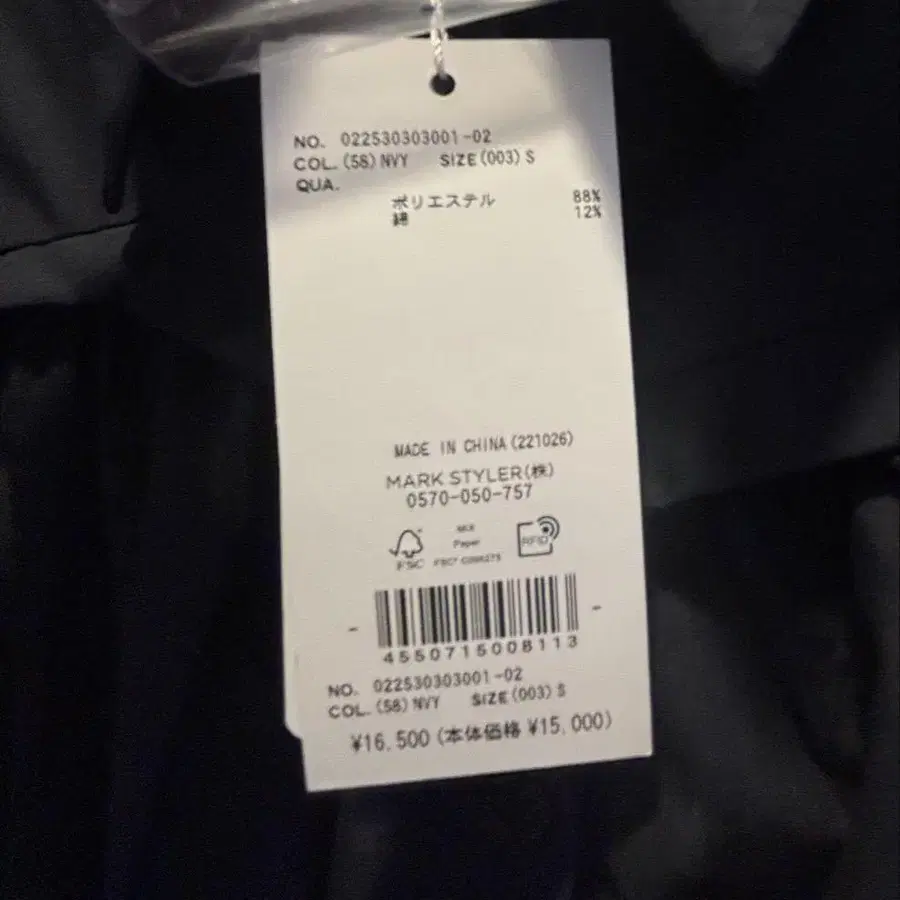 NO. 022530303001-02
COL. (58) NVY SIZE (003) S
QUA.
ポリエステル 88%
綿 12%
MADE IN CHINA (221026)
MARK STYLER(株)
0570-050-757
MIX
Paper
FSC
RFID
4550715008113
NO. 022530303001-02
COL. (58) NVY SIZE (003) S
¥16,500 (本体価格 ¥15,000)